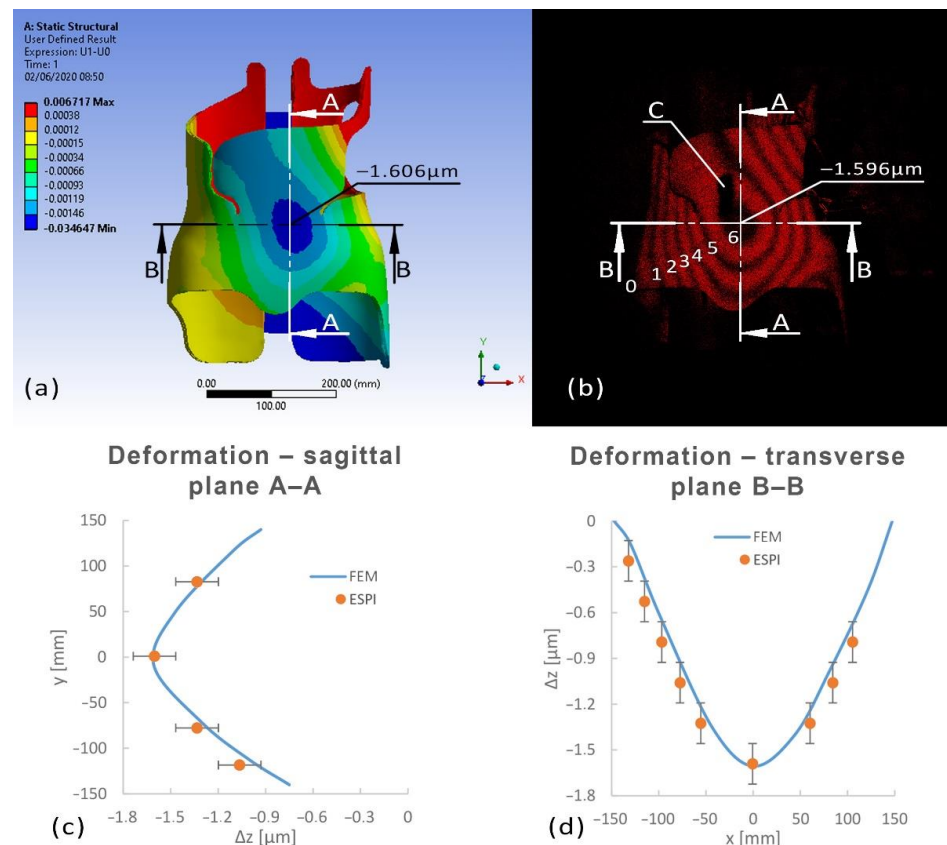 A: Static Structural
User Defined Result
Expression: U1-U0
Time: 1
02/06/2020 08:50
0.006717 Max
0.00038
0.00012
-0.00015
-0.00034
-0.00066
-0.00093
-0.00119
-0.00146
-0.034647 Min
A
−1.606µm
B
B
A
Y
X
Z
0.00
200.00 (mm)
100.00
(a)
A
C
−1.596µm
B
B
0
1
2
3
4
5
6
A
(b)
Deformation – sagittal
plane A–A
150
100
50
0
−50
−100
−150
y [mm]
FEM
ESPI
−1.8
−1.5
−1.2
−0.9
−0.6
−0.3
0
Δz [µm]
(c)
Deformation – transverse
plane B–B
0
−0.3
−0.6
−0.9
−1.2
−1.5
−1.8
Δz [µm]
FEM
ESPI
−150
−100
−50
0
50
100
150
x [mm]
(d)